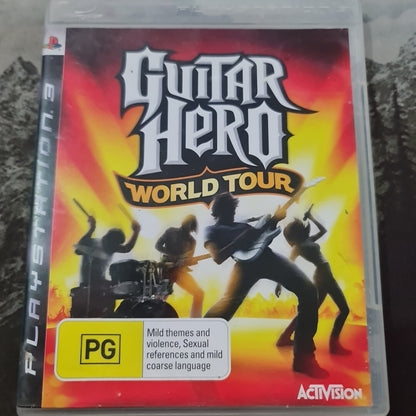 PLAYSTATION 3
GUITAR
HERO
WORLD TOUR
PG
Mild themes and
violence, Sexual
references and mild
coarse language
ACTIVISION